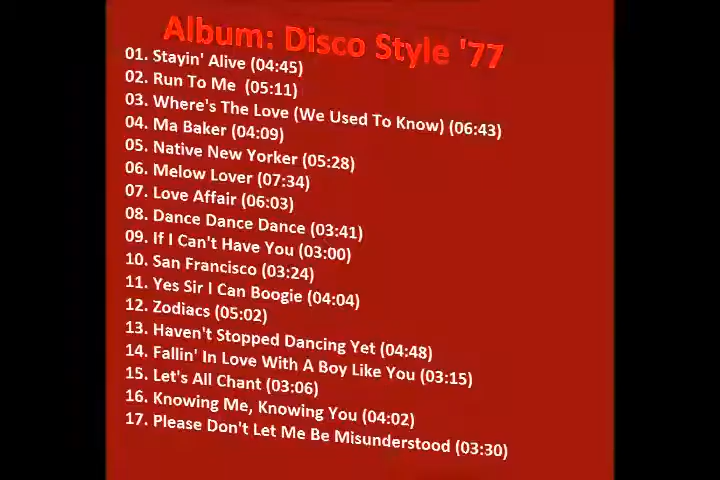 Album: Disco Style '77
01. Stayin' Alive (04:45)
02. Run To Me (05:11)
03. Where's The Love (We Used To Know) (06:43)
04. Ma Baker (04:09)
05. Native New Yorker (05:28)
06. Melow Lover (07:34)
07. Love Affair (06:03)
08. Dance Dance Dance (03:41)
09. If I Can't Have You (03:00)
10. San Francisco (03:24)
11. Yes Sir I Can Boogie (04:04)
12. Zodiacs (05:02)
13. Haven't Stopped Dancing Yet (04:48)
14. Fallin' In Love With A Boy Like You (03:15)
15. Let's All Chant (03:06)
16. Knowing Me, Knowing You (04:02)
17. Please Don't Let Me Be Misunderstood (03:30)